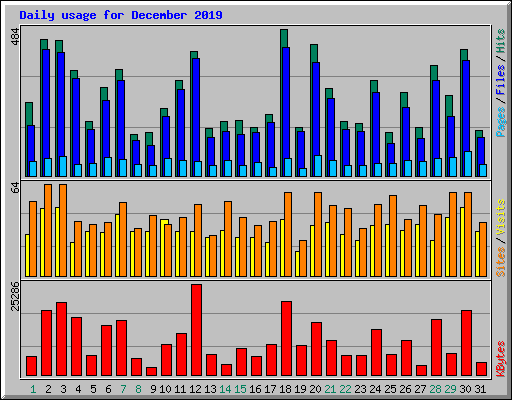 Daily usage for December 2019
484
Pages / Files / Hits
64
Sites / Visits
25286
KBytes
1 2 3 4 5 6 7 8 9 10 11 12 13 14 15 16 17 18 19 20 21 22 23 24 25 26 27 28 29 30 31